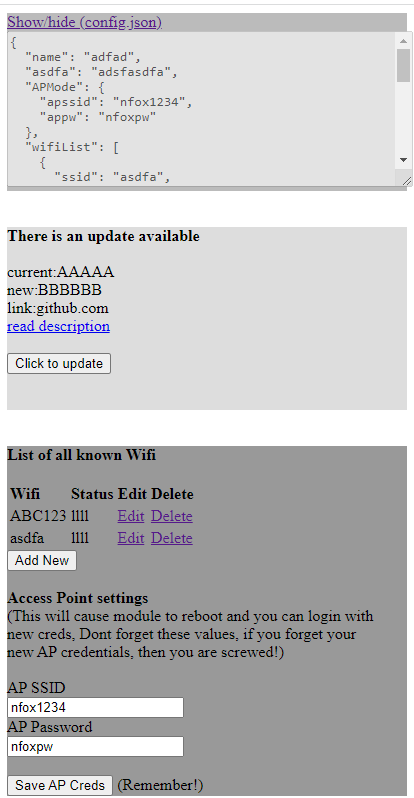 Show/hide (config.json)
{
"name": "adfad",
"asdfa": "adsfasdfa",
"APMode": {
"apssid": "nfox1234",
"appw": "nfoxpw"
},
"wifiList": [
{
"ssid": "asdfa",
There is an update available
current:AAAAA
new:BBBBBB
link:github.com
read description
Click to update
List of all known Wifi
Wifi Status Edit Delete
ABC123 llll Edit Delete
asdfa llll Edit Delete
Add New
Access Point settings
(This will cause module to reboot and you can login with
new creds, Dont forget these values, if you forget your
new AP credentials, then you are screwed!)
AP SSID
nfox1234
AP Password
nfoxpw
Save AP Creds (Remember!)